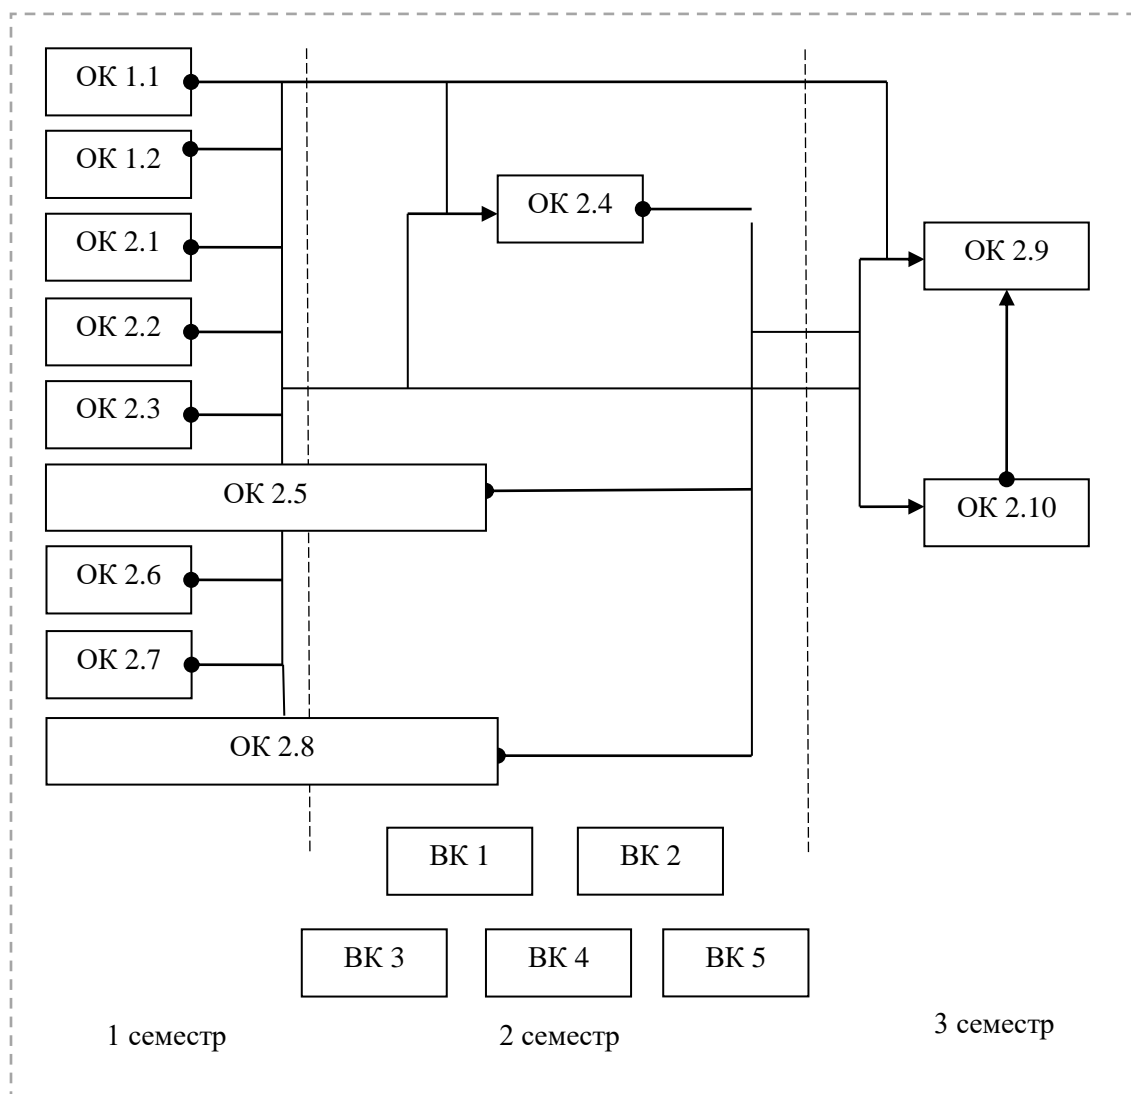 ОК 1.1
ОК 1.2
ОК 2.4
ОК 2.1
ОК 2.9
ОК 2.2
ОК 2.3
ОК 2.5
ОК 2.10
ОК 2.6
ОК 2.7
ОК 2.8
ВК 1
ВК 2
ВК 3
ВК 4
ВК 5
1 семестр
2 семестр
3 семестр